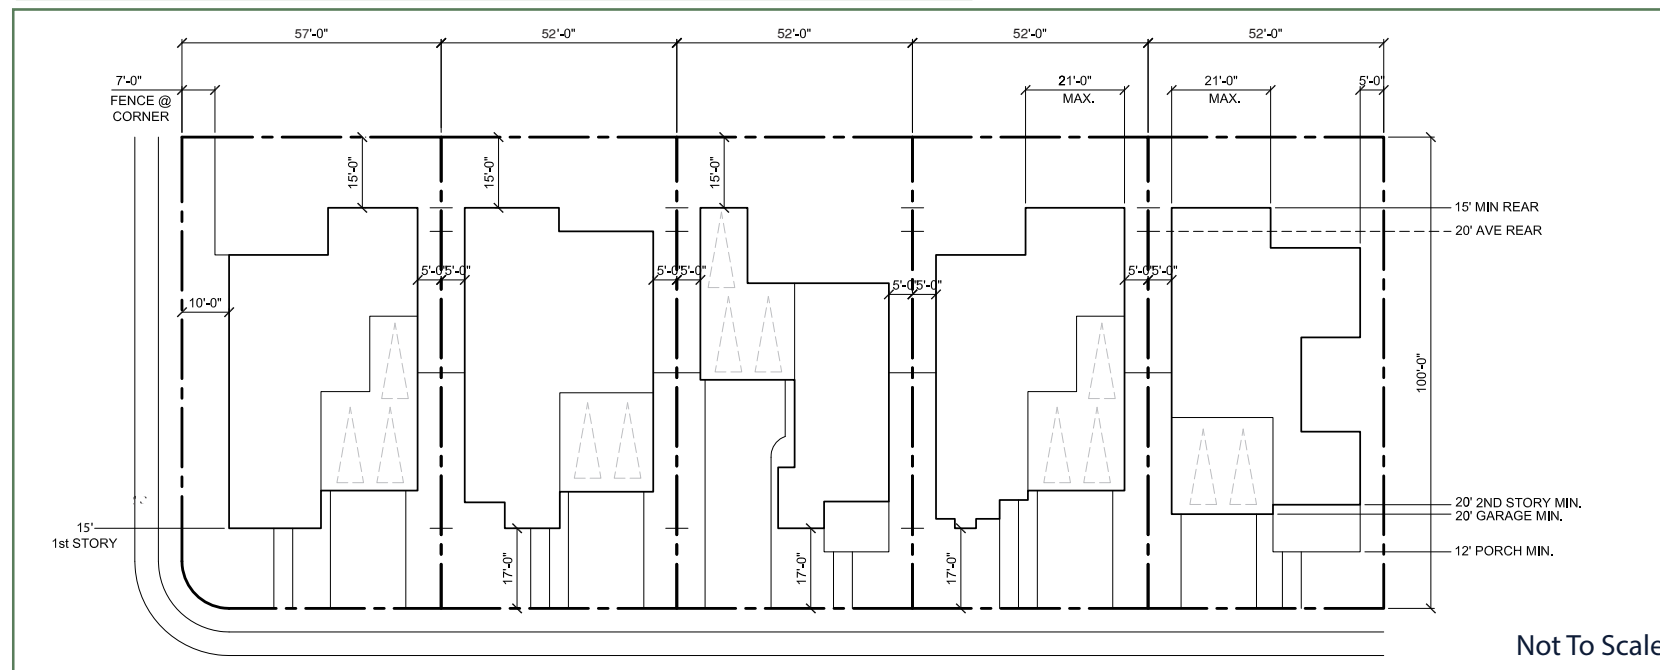 57'-0" 52'-0" 52'-0" 52'-0" 52'-0"
7'-0" 21'-0" 21'-0" 5'-0"
FENCE @ MAX. MAX.
CORNER
15'-0" 15'-0" 15'-0"
15' MIN REAR
20' AVE REAR
5'-0" 5'-0" 5'-0" 5'-0" 5'-0" 5'-0" 5'-0" 5'-0"
10'-0"
100'-0"
20' 2ND STORY MIN.
20' GARAGE MIN.
15'
1st STORY
12' PORCH MIN.
17'-0" 17'-0" 17'-0"
Not To Scale